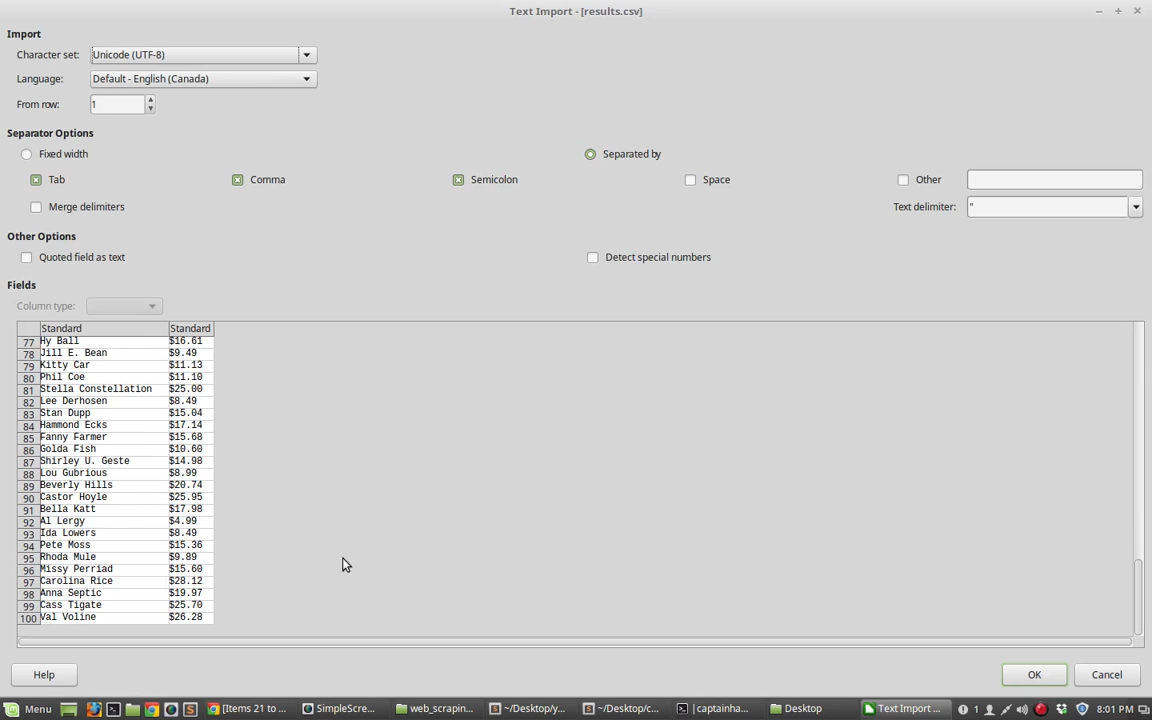 Text Import - [results.csv]
Import
Character set: Unicode (UTF-8)
Language: Default - English (Canada)
From row: 1
Separator Options
Fixed width Separated by
Tab Comma Semicolon Space Other
Merge delimiters Text delimiter: "
Other Options
Quoted field as text Detect special numbers
Fields
Column type:
Standard Standard
77 Hy Ball $16.61
78 Jill E. Bean $9.49
79 Kitty Car $11.13
80 Phil Coe $11.10
81 Stella Constellation $25.00
82 Lee Derhosen $8.49
83 Stan Dupp $15.04
84 Hammond Ecks $17.14
85 Fanny Farmer $15.68
86 Golda Fish $10.60
87 Shirley U. Geste $14.98
88 Lou Gubrious $8.99
89 Beverly Hills $20.74
90 Castor Hoyle $25.95
91 Bella Katt $17.98
92 Al Lergy $4.99
93 Ida Lowers $8.49
94 Pete Moss $15.36
95 Rhoda Mule $9.89
96 Missy Perriad $15.60
97 Carolina Rice $28.12
98 Anna Septic $19.97
99 Cass Tigate $25.70
100 Val Voline $26.28
Help OK Cancel
Menu [Items 21 to ... SimpleScre... web_scrapin... ~/Desktop/y... ~/Desktop/c... |captainha... Desktop Text Import ... 1 8:01 PM